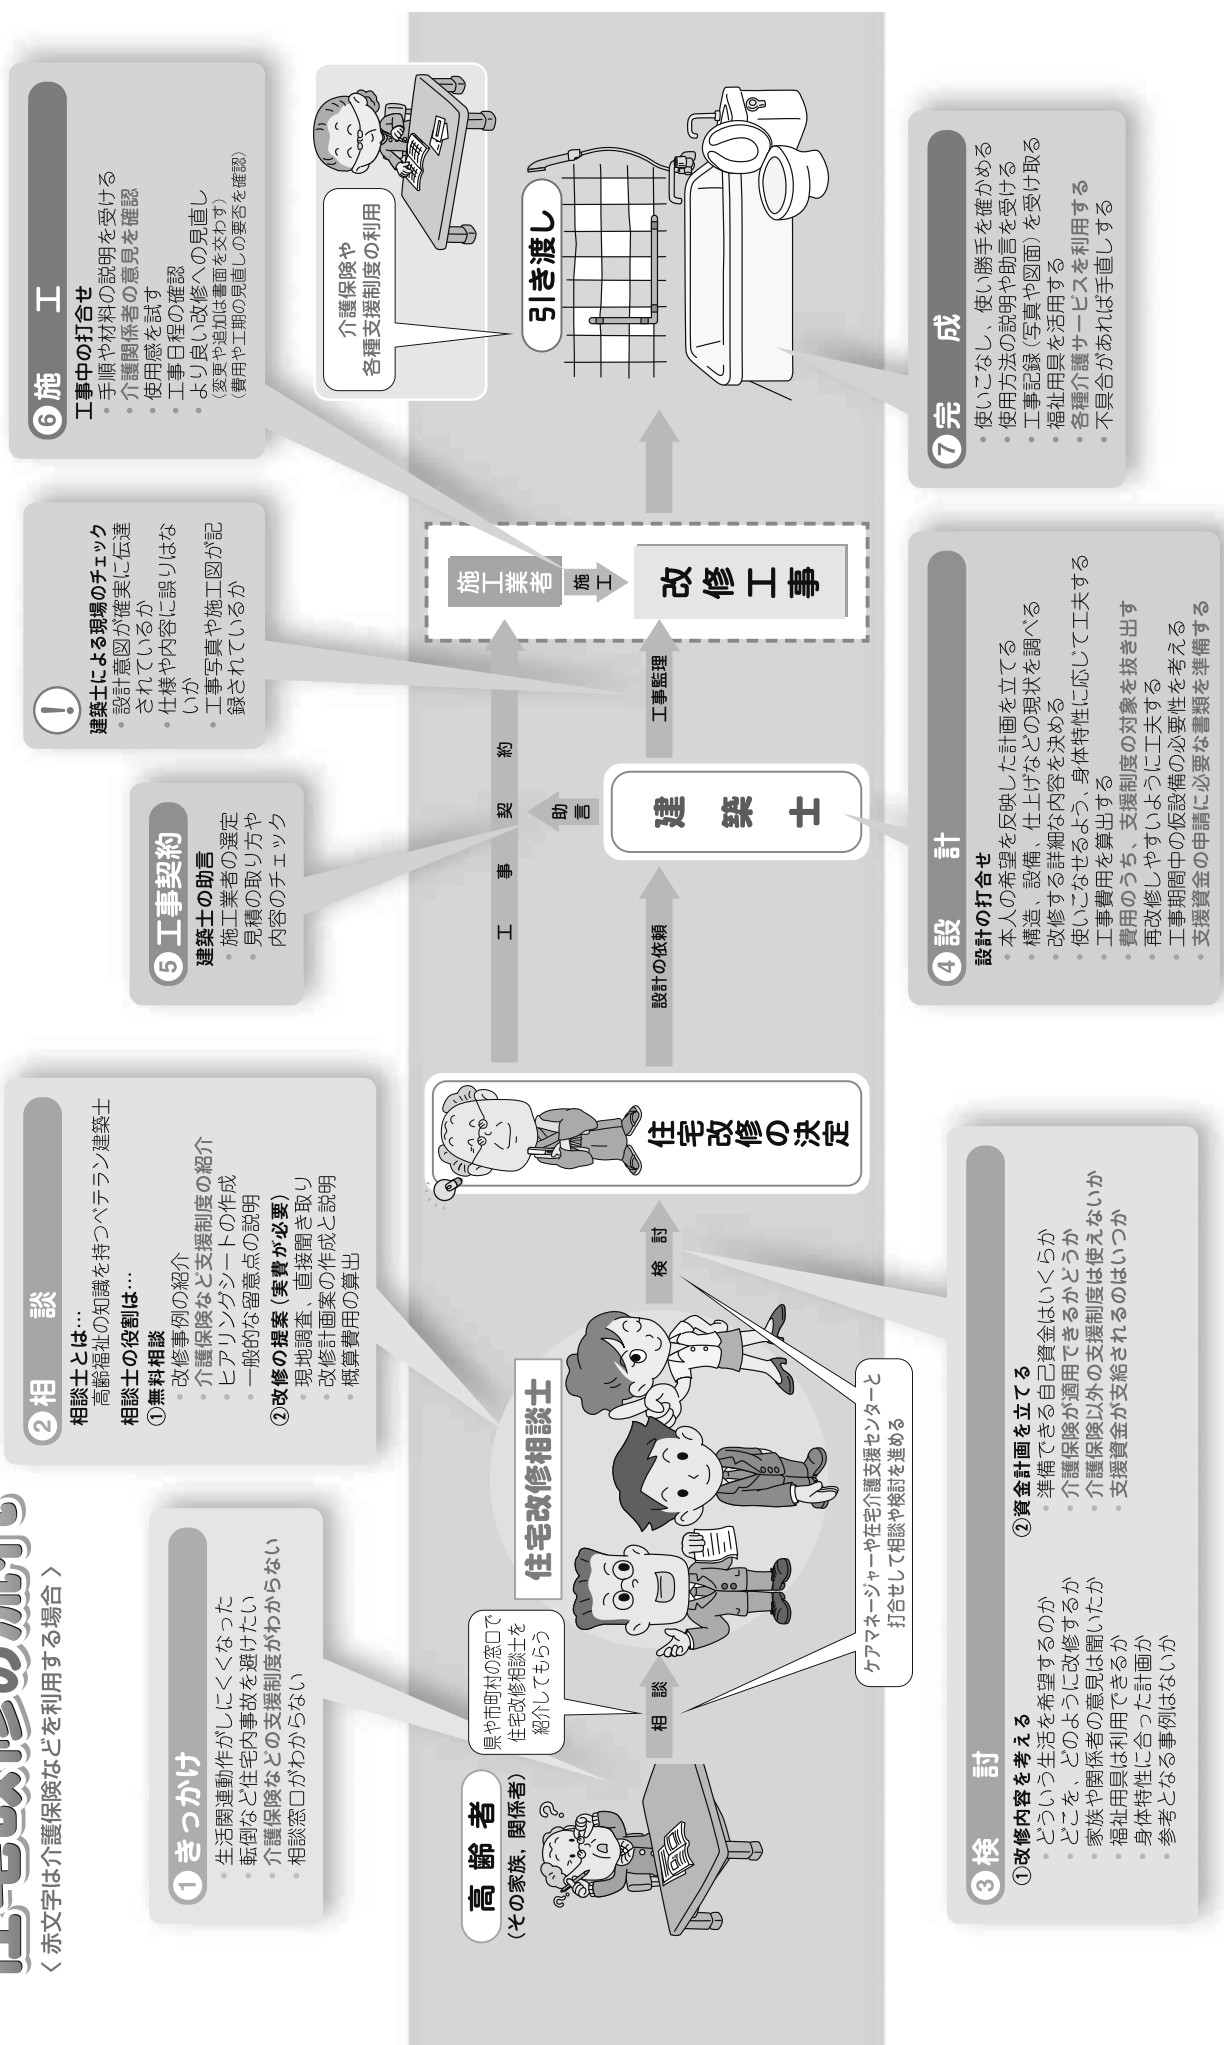 ＜赤文字は介護保険などを利用する場合＞
①きっかけ
・生活関連動作がしにくくなった
・転倒など住宅内事故を避けたい
・介護保険などの支援制度がわからない
・相談窓口がわからない
②相談
相談士とは…
高齢福祉の知識を持つベテラン建築士
相談士の役割は…
①無料相談
・改修事例の紹介
・介護保険など支援制度の紹介
・ヒアリングシートの作成
・一般的な留意点の説明
②改修の提案（実費が必要）
・現地調査、直接聞き取り
・改修計画案の作成と説明
・概算費用の算出
⑤工事契約
建築士の助言
・施工業者の選定
・見積の取り方や
内容のチェック
！
建築士による現場のチェック
・設計意図が確実に伝達
されているか
・仕様や内容に誤りはな
いか
・工事写真や施工図が記
録されているか
⑥施工
工事中の打合せ
・手順や材料の説明を受ける
・介護関係者の意見を確認
・使用感を試す
・工事日程の確認
・より良い改修への見直し
（変更や追加は書面を交わす）
（費用や工期の見直しの要否を確認）
高齢者
（その家族，関係者）
県や市町村の窓口で
住宅改修相談士を
紹介してもらう
相談
住宅改修相談士
ケアマネージャーや在宅介護支援センターと
打合せして相談や検討を進める
検討
住宅改修の決定
工事契約
設計の依頼
助言
建築士
工事監理
施工業者
施工
改修工事
介護保険や
各種支援制度の利用
引き渡し
③検討
①改修内容を考える
・どういう生活を希望するのか
・どこを、どのように改修するか
・家族や関係者の意見は聞いたか
・福祉用具は利用できるか
・身体特性に合った計画か
・参考となる事例はないか
②資金計画を立てる
・準備できる自己資金はいくらか
・介護保険が適用できるかどうか
・介護保険以外の支援制度は使えないか
・支援資金が支給されるのはいつか
④設計
設計の打合せ
・本人の希望を反映した計画を立てる
・構造、設備、仕上げなどの現状を調べる
・改修する詳細な内容を決める
・使いこなせるよう、身体特性に応じて工夫する
・工事費用を算出する
・費用のうち、支援制度の対象を抜き出す
・再改修しやすいように工夫する
・工事期間中の仮設備の必要性を考える
・支援資金の申請に必要な書類を準備する
⑦完成
・使いこなし、使い勝手を確かめる
・使用方法の説明や助言を受ける
・工事記録（写真や図面）を受け取る
・福祉用具を活用する
・各種介護サービスを利用する
・不具合があれば手直しする